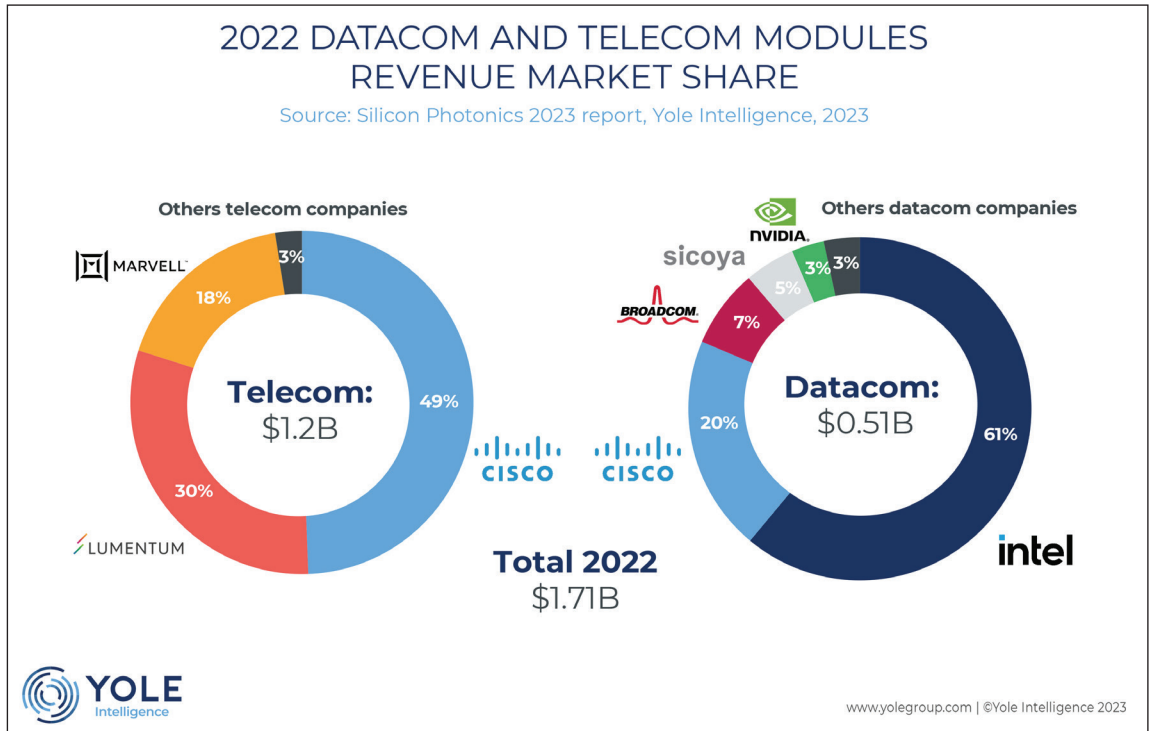 2022 DATACOM AND TELECOM MODULES
REVENUE MARKET SHARE
Source: Silicon Photonics 2023 report, Yole Intelligence, 2023
Others telecom companies
MARVELL
3%
18%
49%
30%
Telecom:
$1.2B
LUMENTUM
CISCO
Others datacom companies
NVIDIA.
sicoya
BROADCOM.
3%
3%
5%
7%
20%
61%
Datacom:
$0.51B
CISCO
intel
Total 2022
$1.71B
YOLE
Intelligence
www.yolegroup.com | ©Yole Intelligence 2023